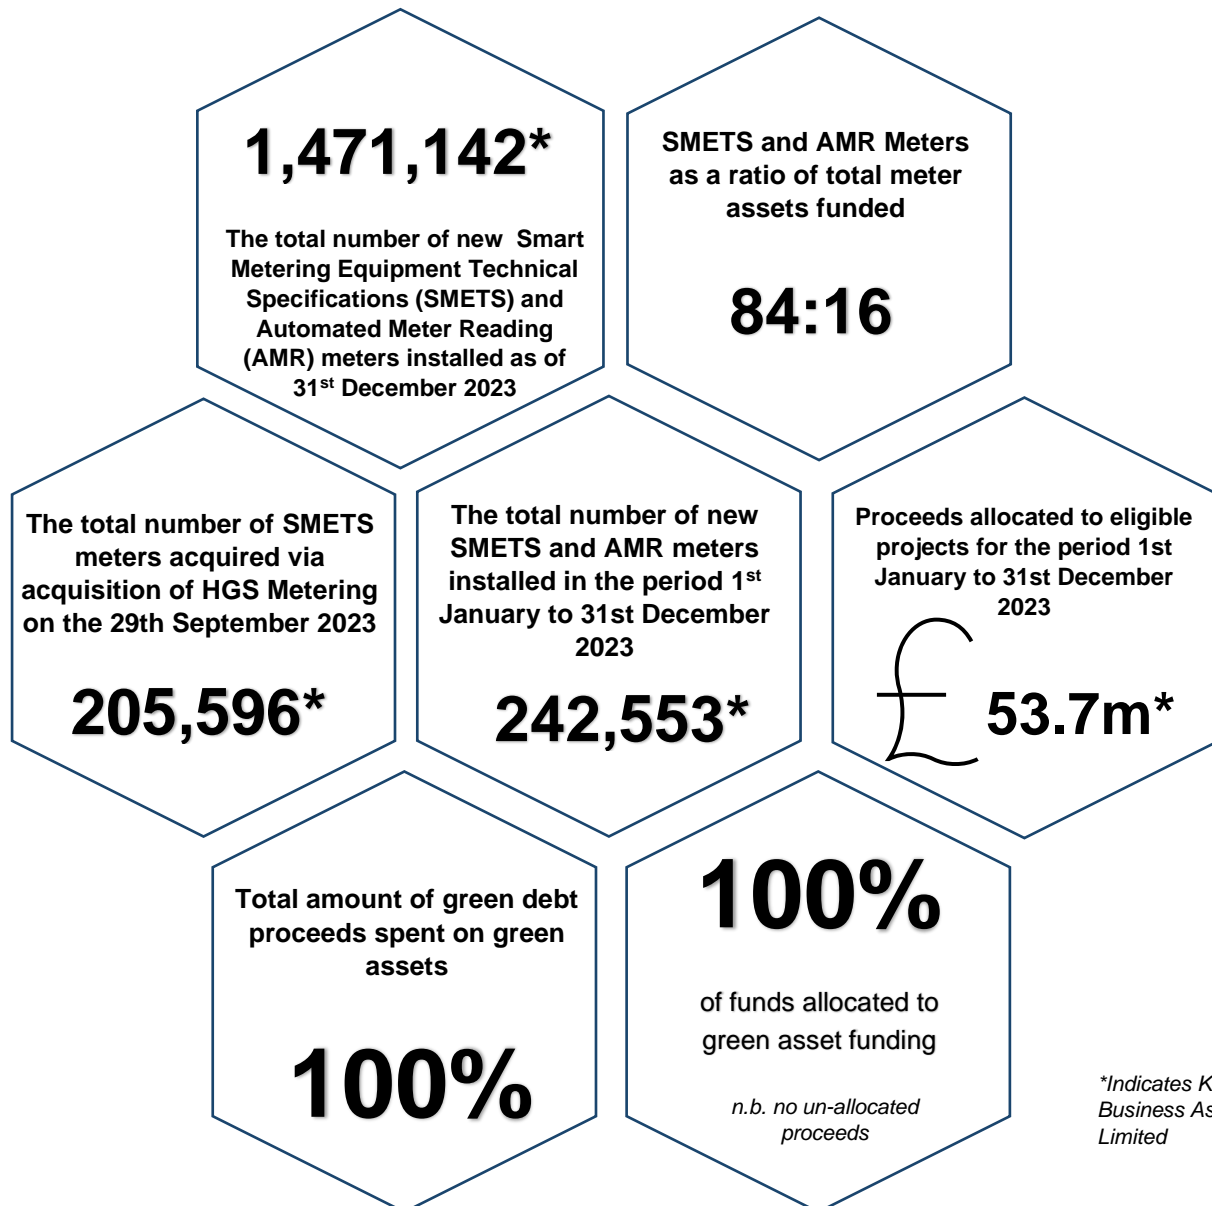 1,471,142*
The total number of new Smart
Metering Equipment Technical
Specifications (SMETS) and
Automated Meter Reading
(AMR) meters installed as of
31st December 2023
SMETS and AMR Meters
as a ratio of total meter
assets funded
84:16
The total number of SMETS
meters acquired via
acquisition of HGS Metering
on the 29th September 2023
205,596*
The total number of new
SMETS and AMR meters
installed in the period 1st
January to 31st December
2023
242,553*
Proceeds allocated to eligible
projects for the period 1st
January to 31st December
2023
£ 53.7m*
Total amount of green debt
proceeds spent on green
assets
100%
100%
of funds allocated to
green asset funding
n.b. no un-allocated
proceeds
*Indicates
Business
Limited